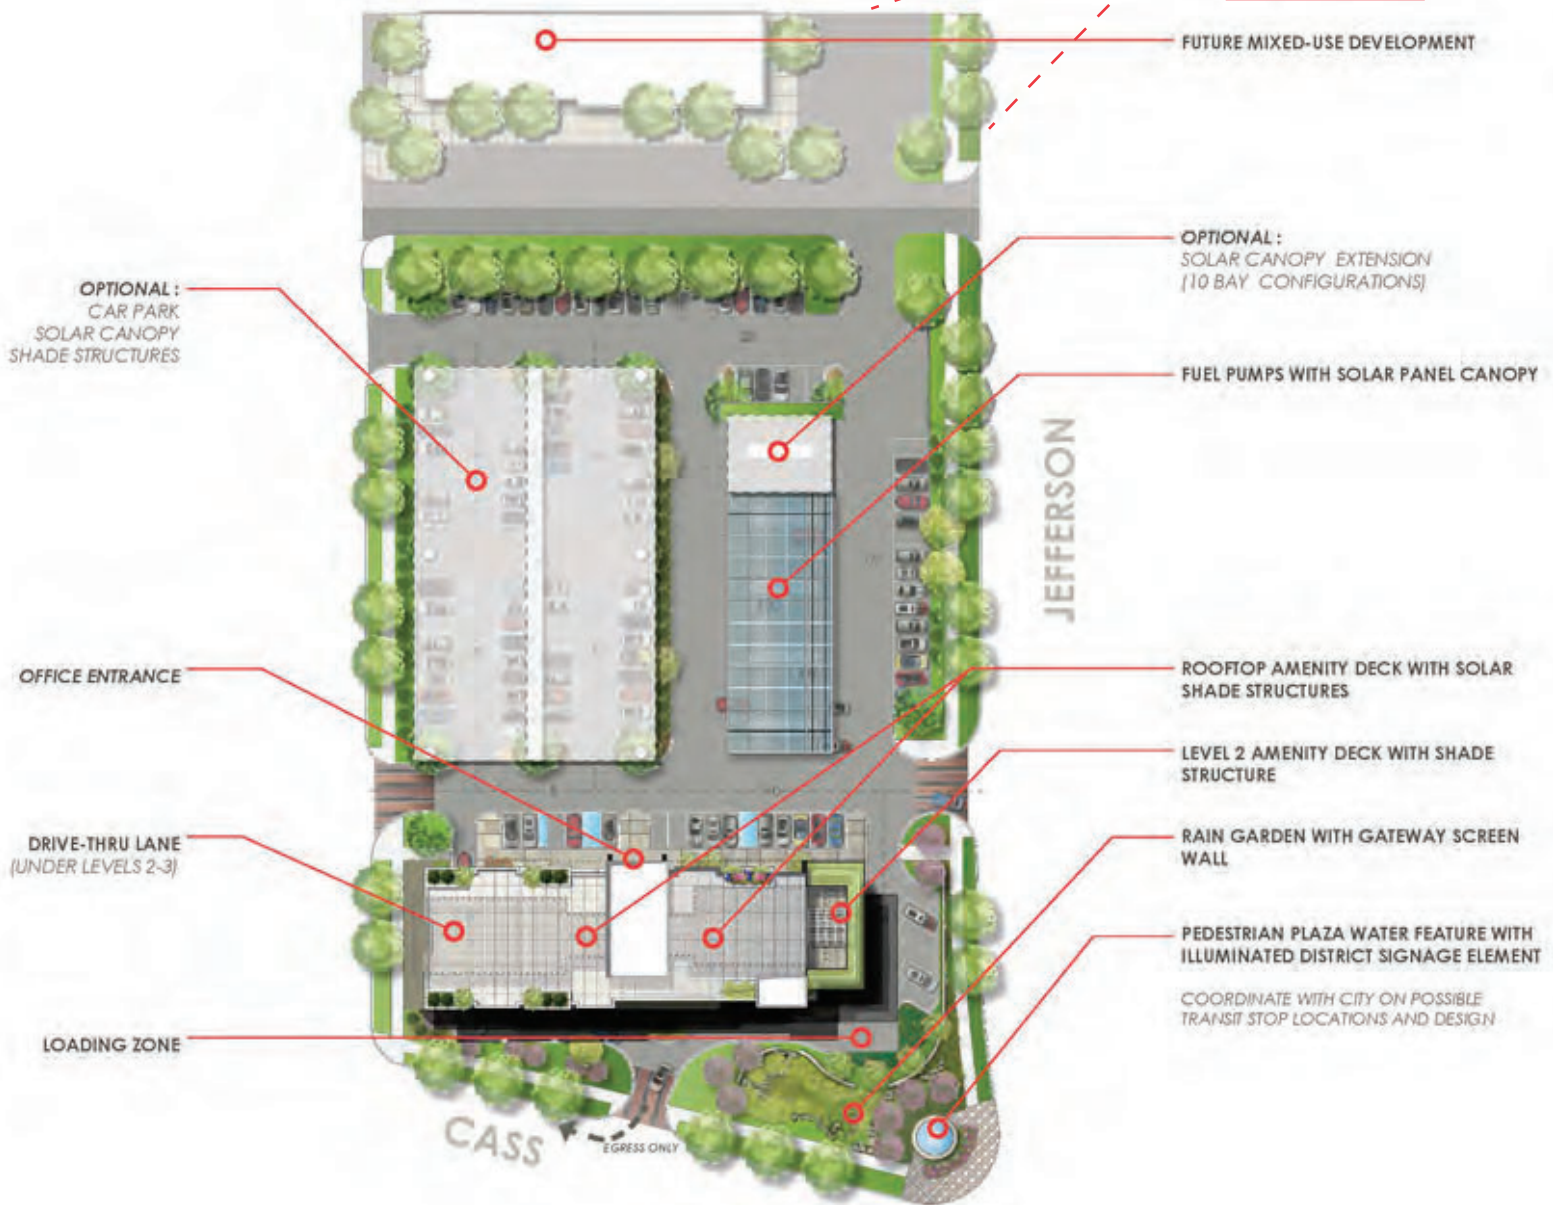 FUTURE MIXED-USE DEVELOPMENT
OPTIONAL :
SOLAR CANOPY EXTENSION
(10 BAY CONFIGURATIONS)
OPTIONAL :
CAR PARK
SOLAR CANOPY
SHADE STRUCTURES
FUEL PUMPS WITH SOLAR PANEL CANOPY
JEFFERSON
OFFICE ENTRANCE
ROOFTOP AMENITY DECK WITH SOLAR
SHADE STRUCTURES
LEVEL 2 AMENITY DECK WITH SHADE
STRUCTURE
DRIVE-THRU LANE
(UNDER LEVELS 2-3)
RAIN GARDEN WITH GATEWAY SCREEN
WALL
PEDESTRIAN PLAZA WATER FEATURE WITH
ILLUMINATED DISTRICT SIGNAGE ELEMENT
COORDINATE WITH CITY ON POSSIBLE
TRANSIT STOP LOCATIONS AND DESIGN
LOADING ZONE
CASS
EGRESS ONLY